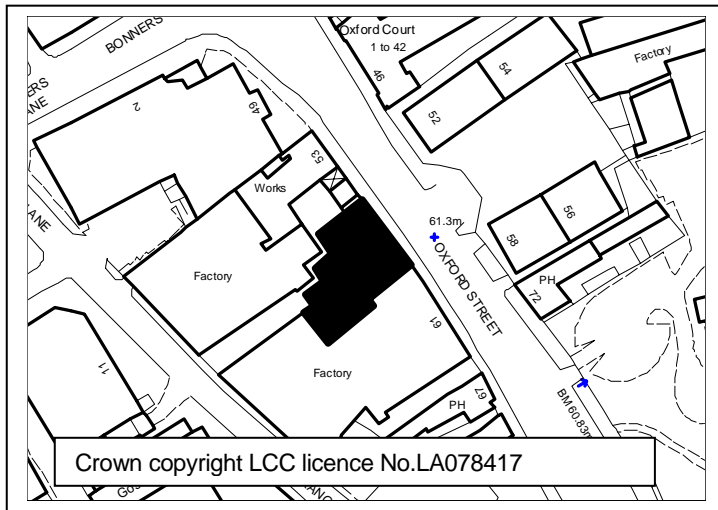 BONNERS
Oxford Court
1 to 42
46
54
52
Factory
ERS
ANE
2
49
53
Works
LANE
61.3m
56
58
OXFORD STREET
PH
72
Factory
61
Factory
11
67
PH
BM 60.83m
Crown copyright LCC licence No.LA078417